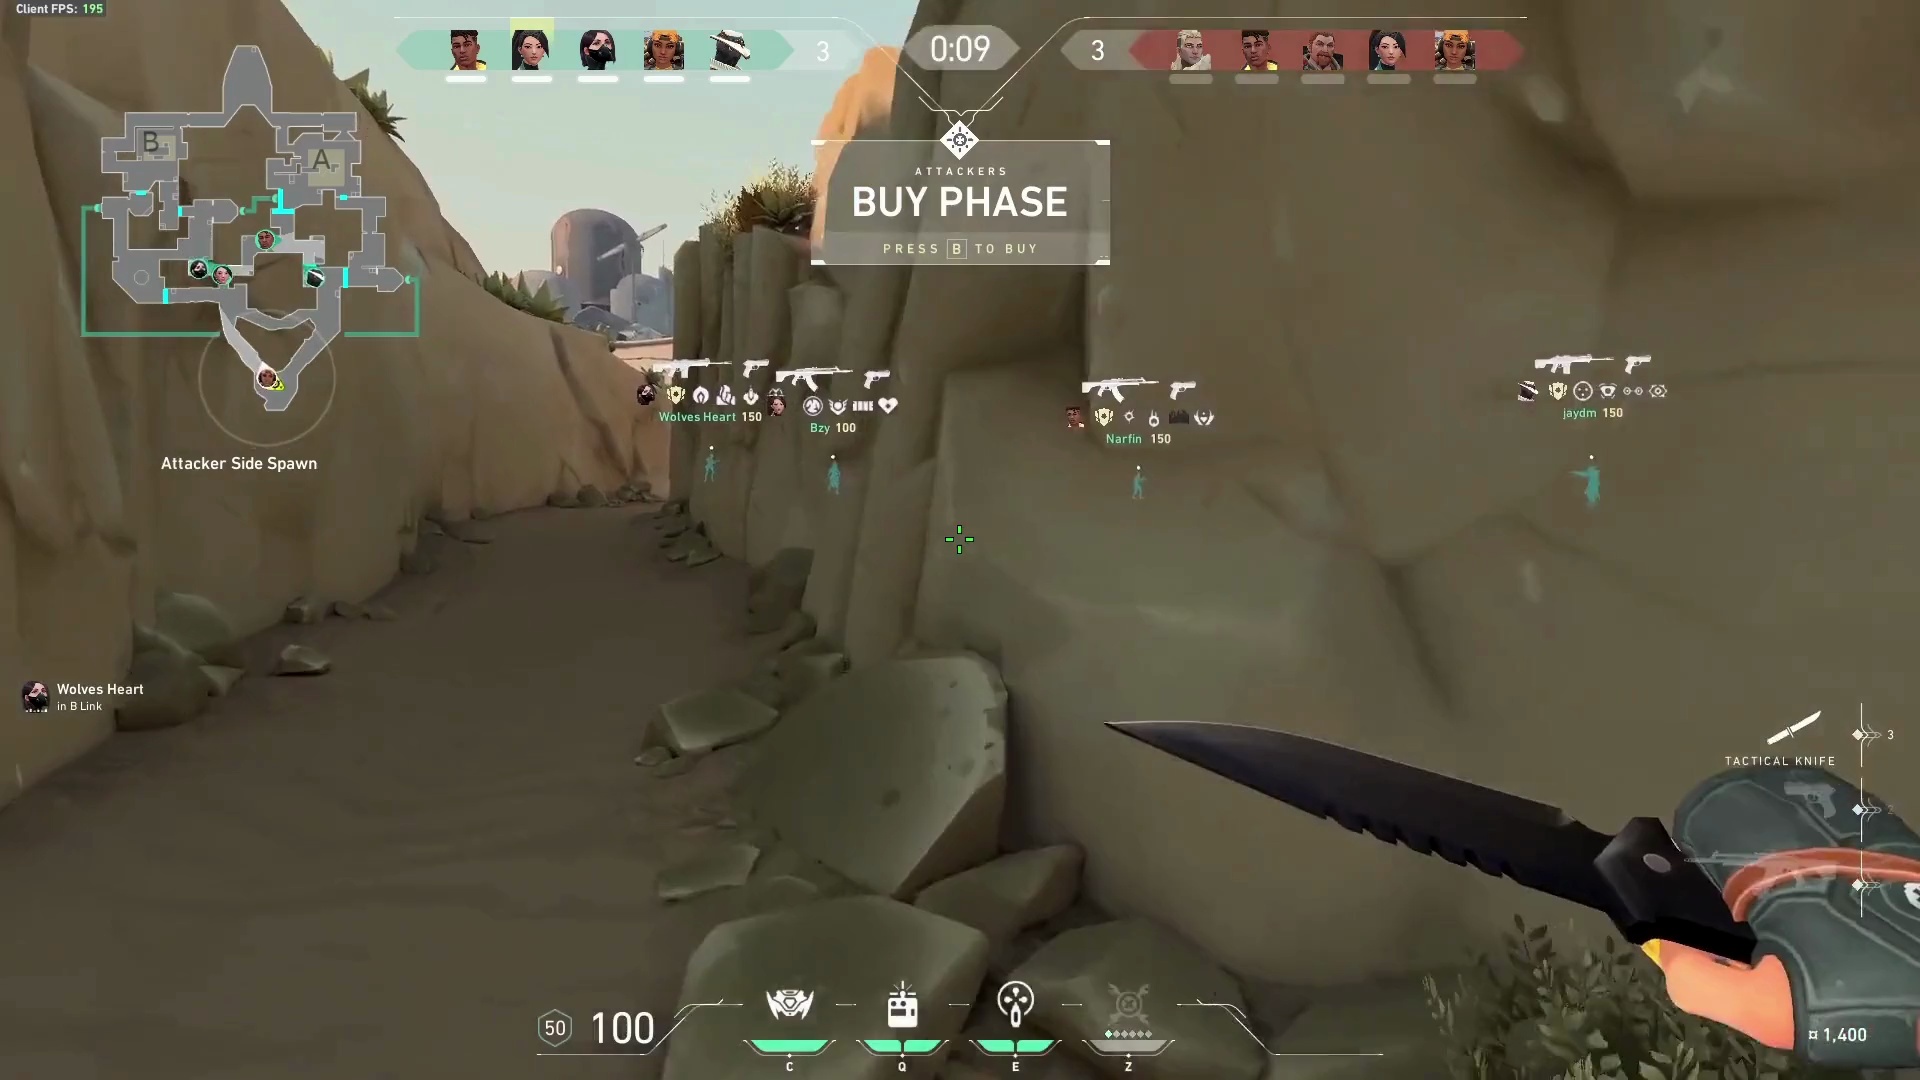 Client FPS: 195
3
0:09
3
ATTACKERS
BUY PHASE
PRESS B TO BUY
B
A
Attacker Side Spawn
Wolves Heart 150
Bzy 100
Narfin 150
jaydm 150
Wolves Heart
in B Link
3
TACTICAL KNIFE
2
50
100
C
Q
E
Z
¤ 1,400